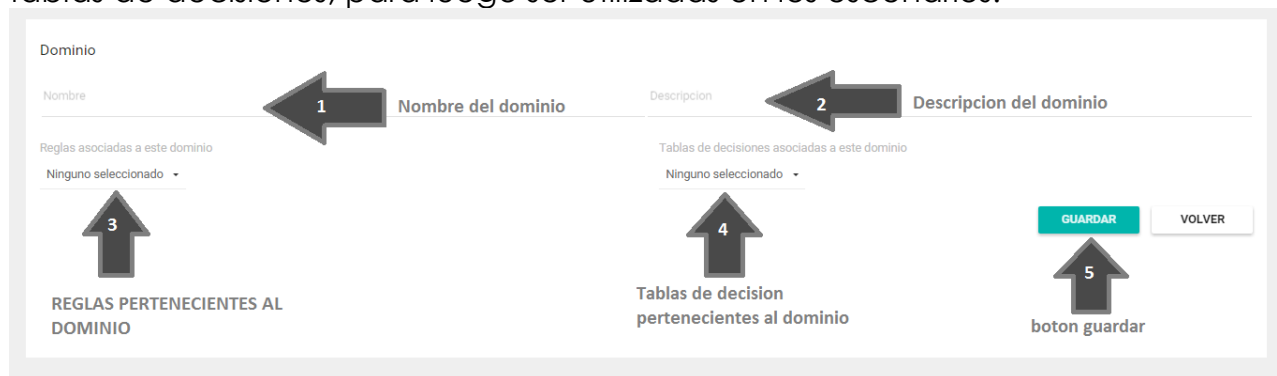 tablas de decisiones, para luego ser utilizadas en los escenarios.
Dominio
Nombre
1
Nombre del dominio
Descripcion
2
Descripcion del dominio
Reglas asociadas a este dominio
Ninguno seleccionado
Tablas de decisiones asociadas a este dominio
Ninguno seleccionado
3
REGLAS PERTENECIENTES AL
DOMINIO
4
Tablas de decision
pertenecientes al dominio
GUARDAR
VOLVER
5
boton guardar